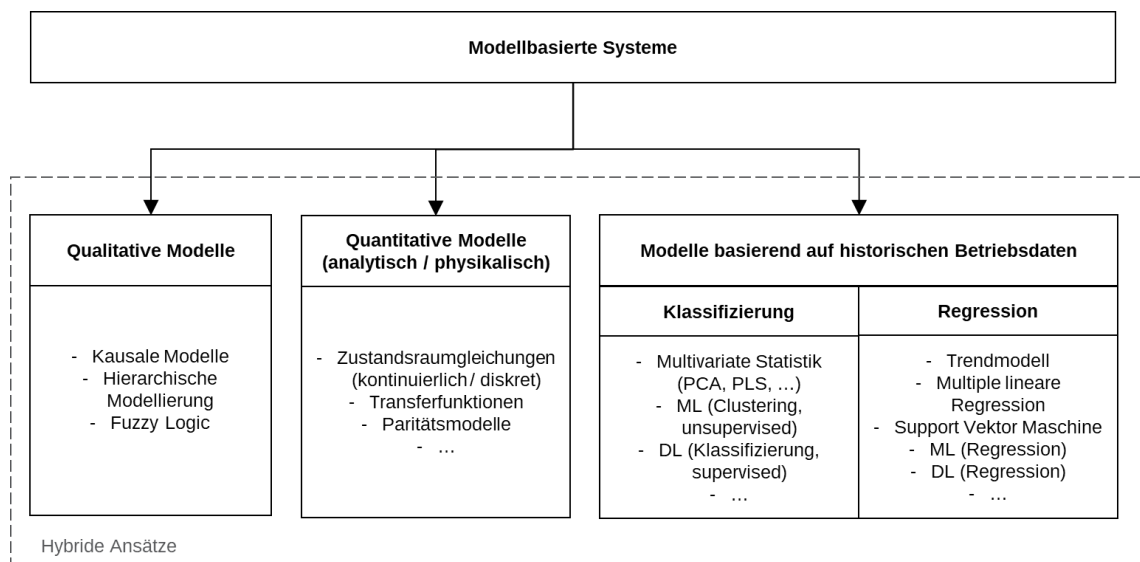 Modellbasierte Systeme
Qualitative Modelle
- Kausale Modelle
- Hierarchische
Modellierung
- Fuzzy Logic
Quantitative Modelle
(analytisch / physikalisch)
- Zustandsraumgleichungen
(kontinuierlich / diskret)
- Transferfunktionen
- Paritätsmodelle
- ...
Modelle basierend auf historischen Betriebsdaten
Klassifizierung
- Multivariate Statistik
(PCA, PLS, ...)
- ML (Clustering,
unsupervised)
- DL (Klassifizierung,
supervised)
- ...
Regression
- Trendmodell
- Multiple lineare
Regression
- Support Vektor Maschine
- ML (Regression)
- DL (Regression)
- ...
Hybride Ansätze